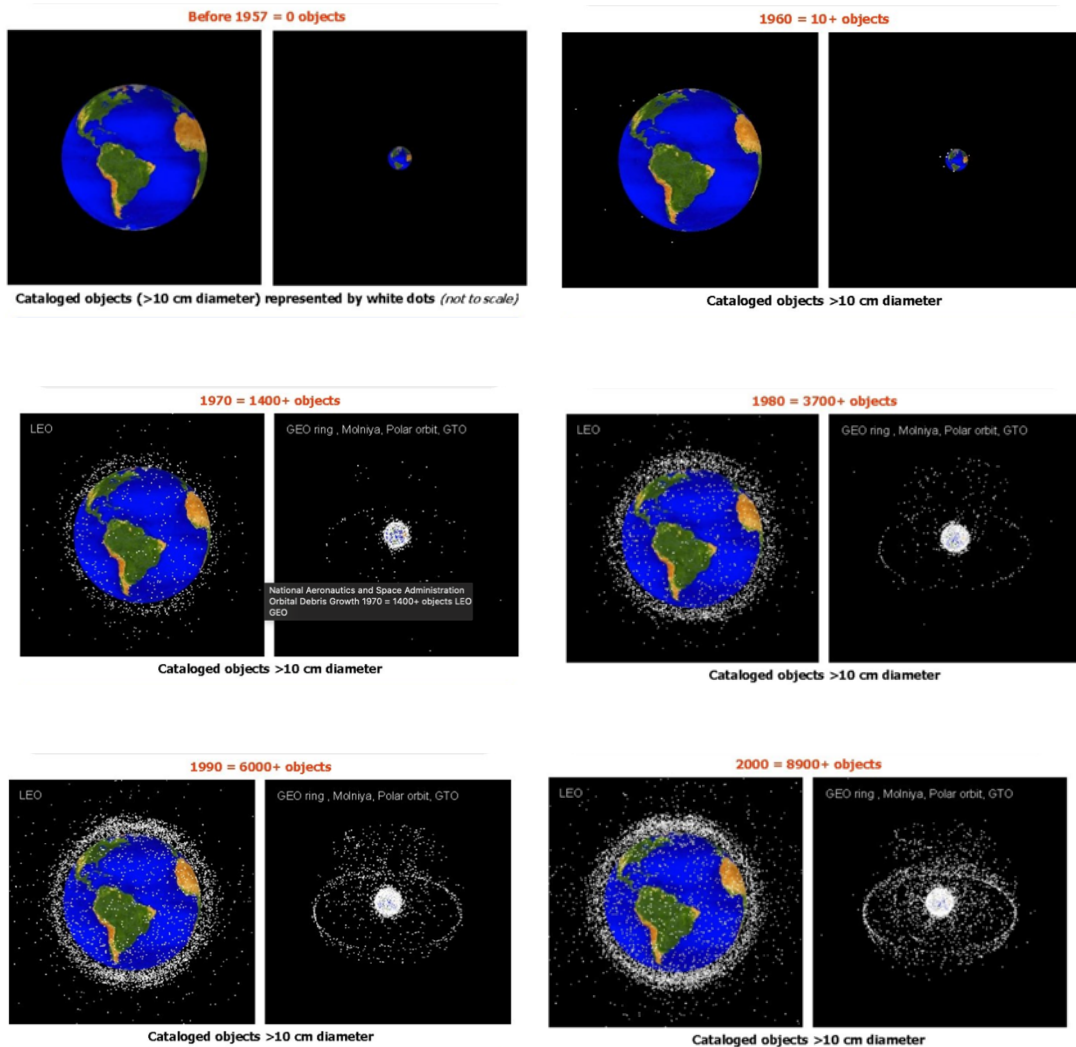 Before 1957 = 0 objects
Cataloged objects (>10 cm diameter) represented by white dots (not to scale)
1960 = 10+ objects
Cataloged objects >10 cm diameter
1970 = 1400+ objects
LEO
GEO ring , Molniya, Polar orbit, GTO
National Aeronautics and Space Administration
Orbital Debris Growth 1970 = 1400+ objects LEO
GEO
Cataloged objects >10 cm diameter
1980 = 3700+ objects
LEO
GEO ring , Molniya, Polar orbit, GTO
Cataloged objects >10 cm diameter
1990 = 6000+ objects
LEO
GEO ring , Molniya, Polar orbit, GTO
Cataloged objects >10 cm diameter
2000 = 8900+ objects
LEO
GEO ring , Molniya, Polar orbit, GTO
Cataloged objects >10 cm diameter